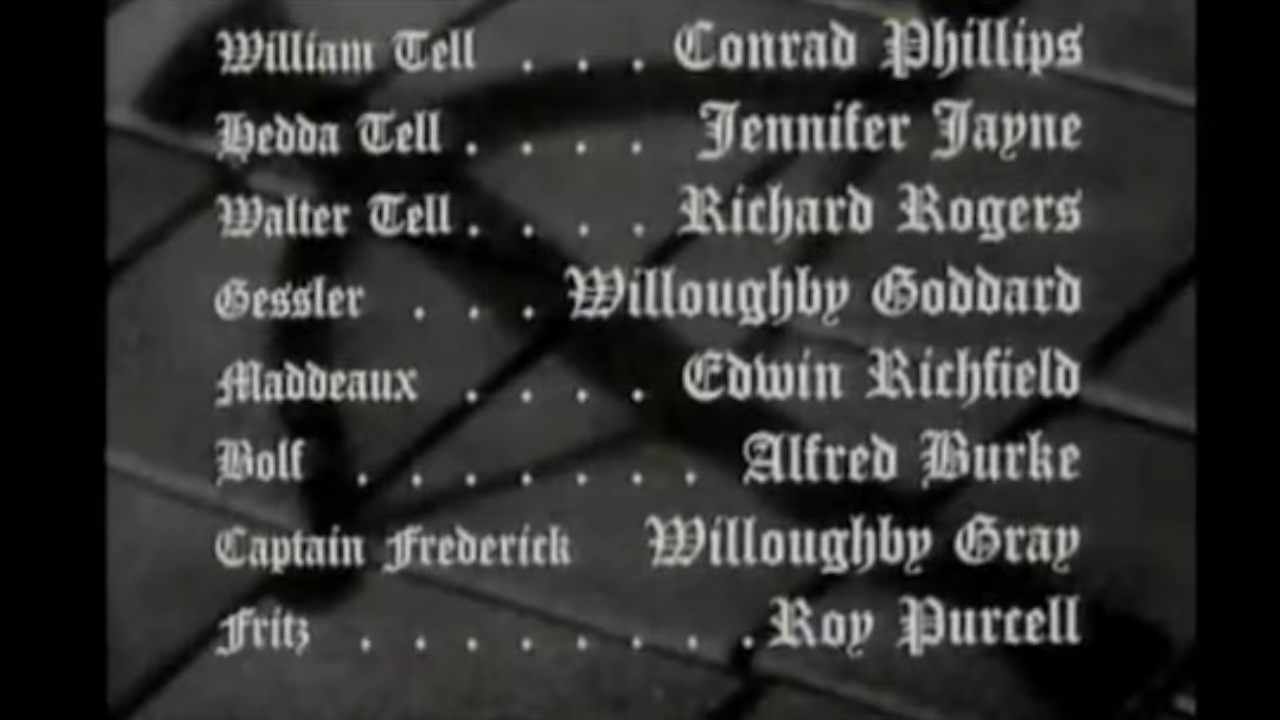 William Tell . . . Conrad Phillips
Hedda Tell . . . . Jennifer Jayne
Walter Tell . . . . Richard Rogers
Gessler . . . Willoughby Goddard
Maddeaux . . . . Edwin Richfield
Bolf . . . . . . . Alfred Burke
Captain Frederick Willoughby Gray
Fritz . . . . . . . . Roy Purcell